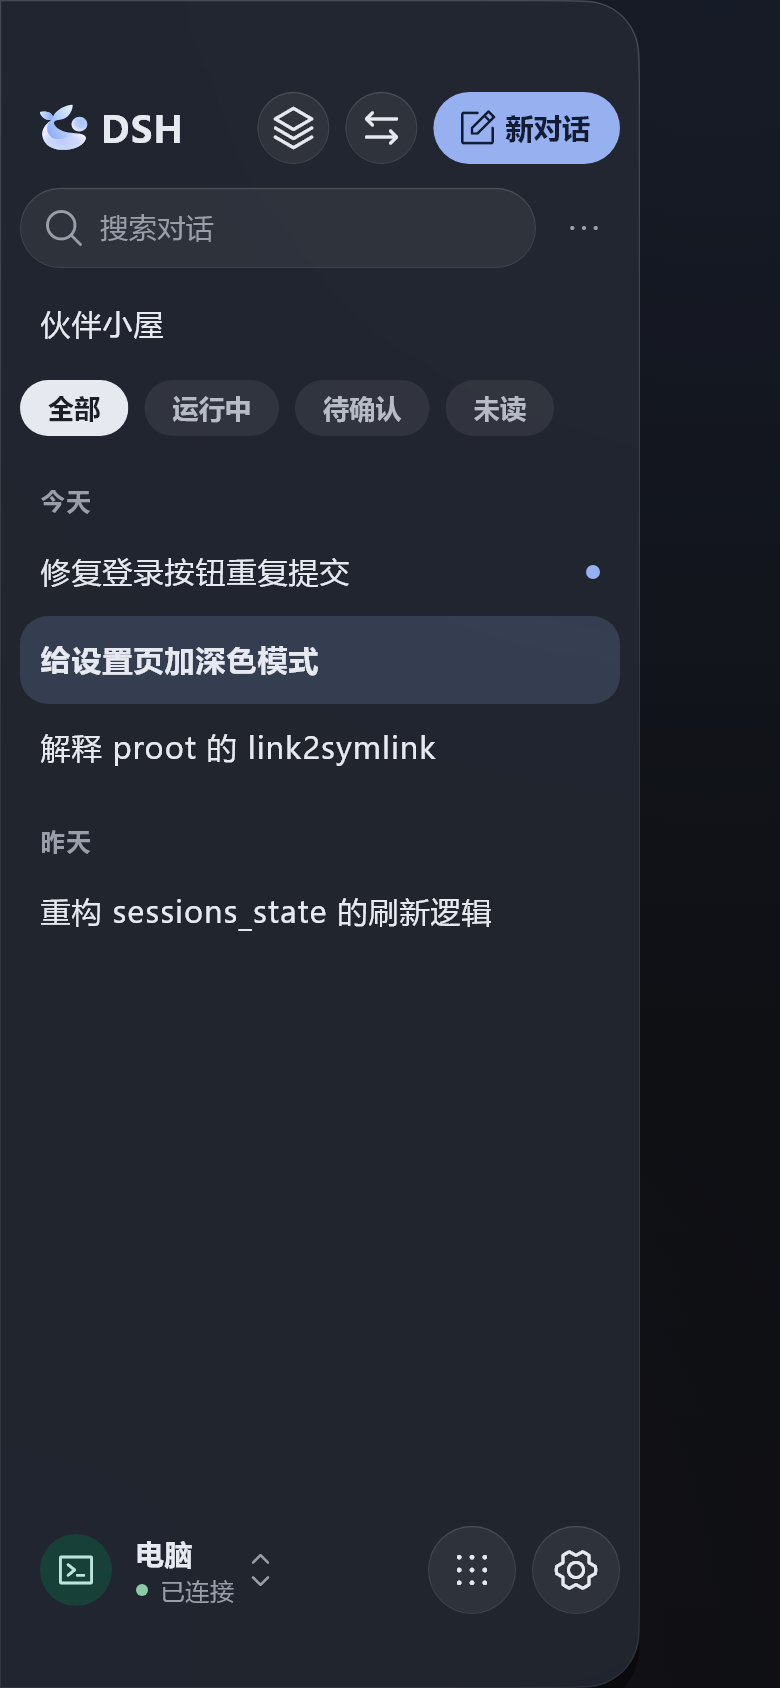 DSH
新对话
搜索对话
伙伴小屋
全部 运行中 待确认 未读
今天
修复登录按钮重复提交
给设置页加深色模式
解释 proot 的 link2symlink
昨天
重构 sessions_state 的刷新逻辑
电脑
已连接